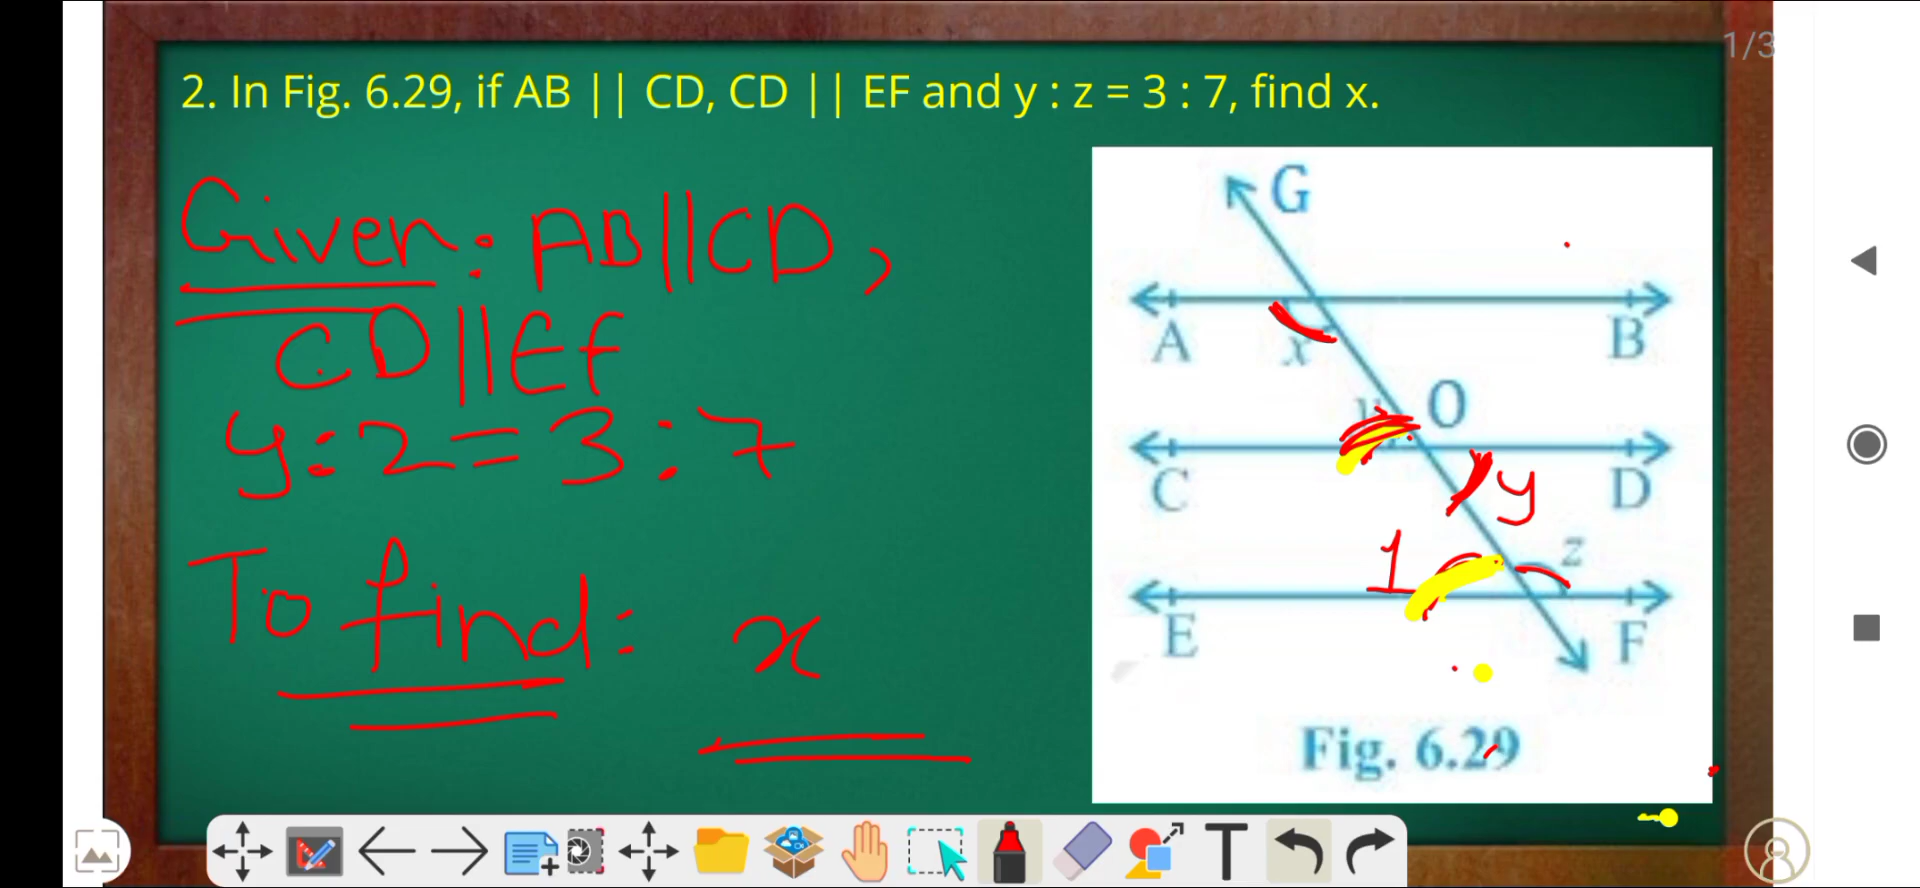 1/3
2. In Fig. 6.29, if AB || CD, CD || EF and y : z = 3 : 7, find x.
Given: AB||CD,
CD||EF
y:2=3:7
To find: x
G
A x B
y O
C y D
1 z
E F
Fig. 6.29
T